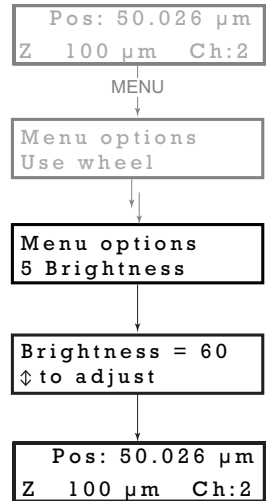 Pos: 50.026 µm
Z 100 µm Ch:2
MENU
Menu options
Use wheel
Menu options
5 Brightness
Brightness = 60
⇕ to adjust
Pos: 50.026 µm
Z 100 µm Ch:2